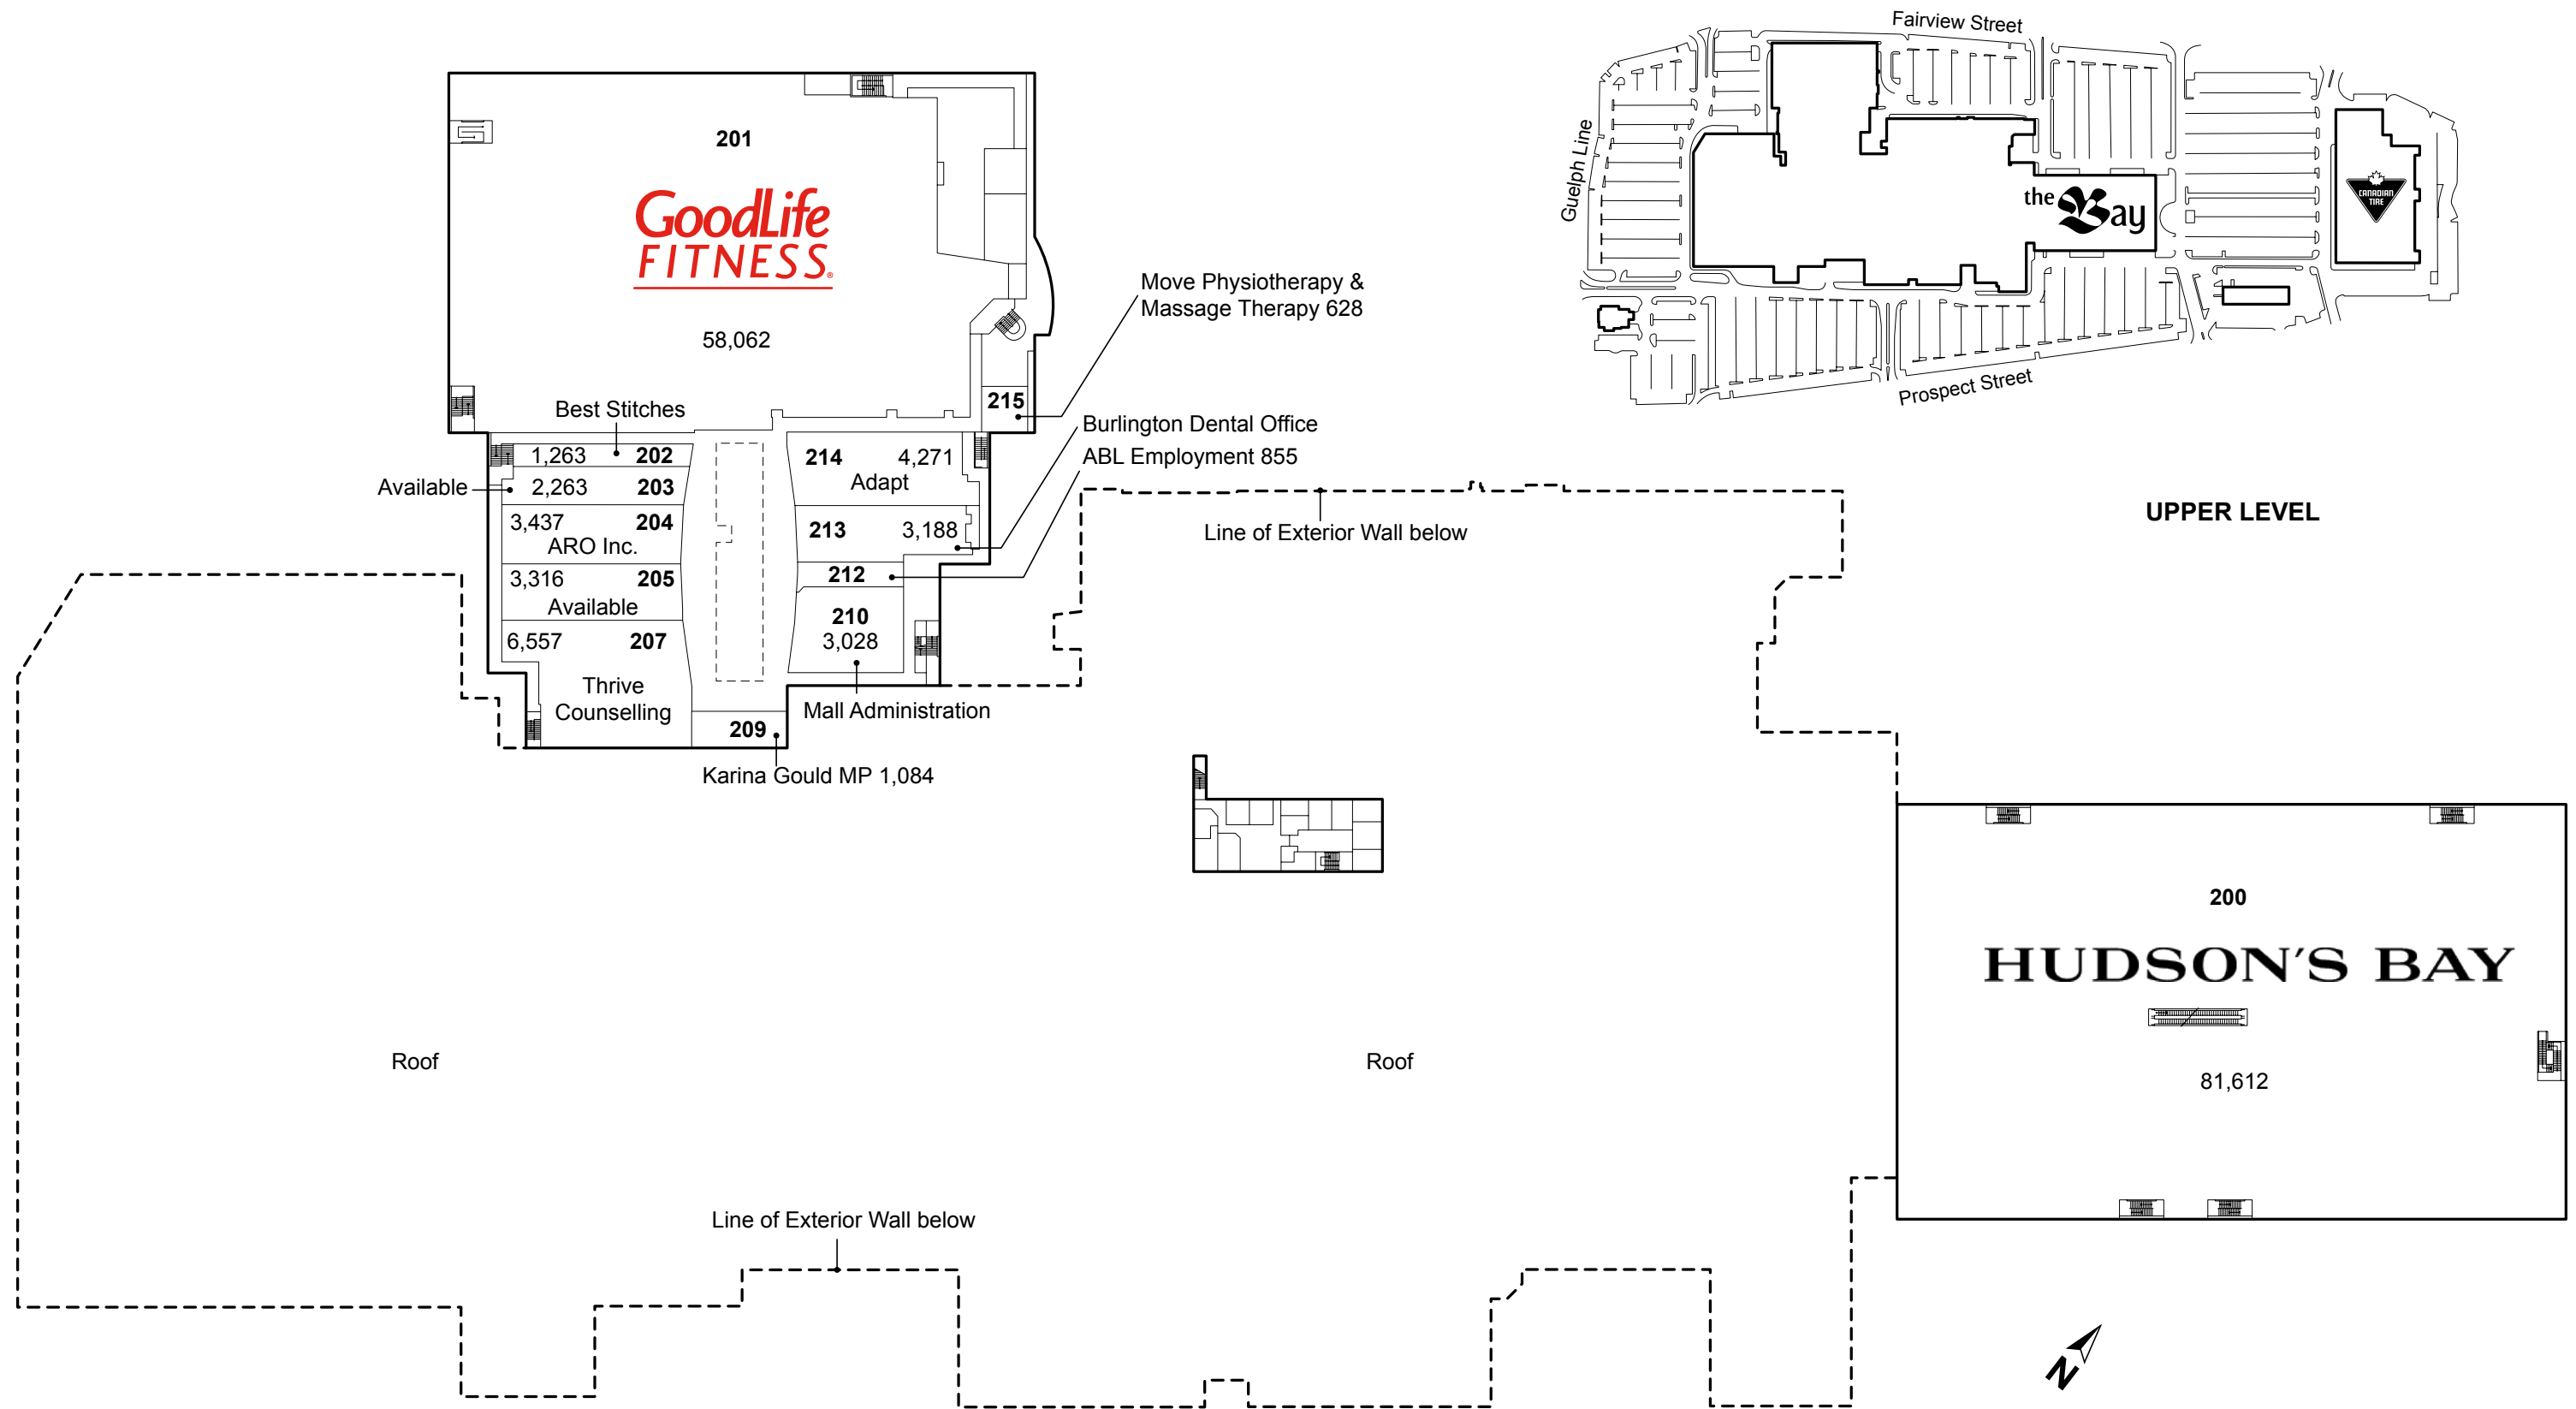 Fairview Street
Guelph Line
the Bay
CANADIAN
TIRE
Prospect Street
201
GoodLife
FITNESS®
58,062
Move Physiotherapy &
Massage Therapy 628
215
Best Stitches
Burlington Dental Office
ABL Employment 855
1,263 202
214 4,271
Adapt
Available
2,263 203
3,437 204
ARO Inc.
213 3,188
Line of Exterior Wall below
UPPER LEVEL
3,316 205
Available
212
210
3,028
6,557 207
Thrive
Counselling
Mall Administration
209
Karina Gould MP 1,084
200
HUDSON'S BAY
81,612
Roof
Roof
Line of Exterior Wall below
N